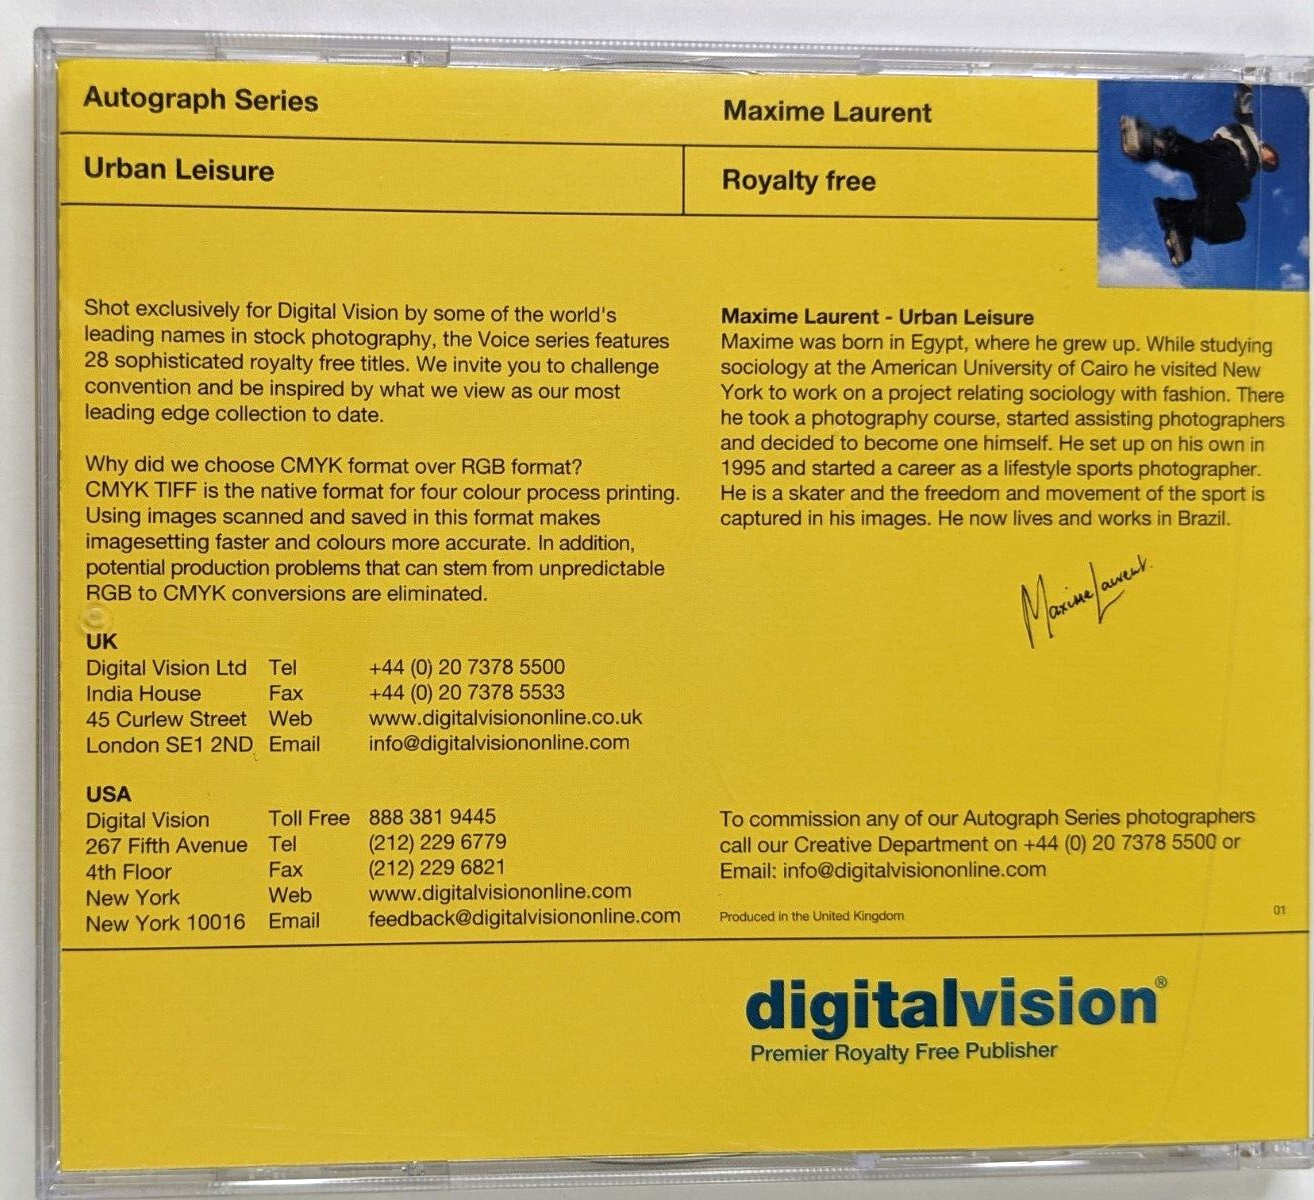 Autograph Series
Maxime Laurent
Urban Leisure
Royalty free
Shot exclusively for Digital Vision by some of the world's
leading names in stock photography, the Voice series features
28 sophisticated royalty free titles. We invite you to challenge
convention and be inspired by what we view as our most
leading edge collection to date.
Why did we choose CMYK format over RGB format?
CMYK TIFF is the native format for four colour process printing.
Using images scanned and saved in this format makes
imagesetting faster and colours more accurate. In addition,
potential production problems that can stem from unpredictable
RGB to CMYK conversions are eliminated.
UK
Digital Vision Ltd Tel +44 (0) 20 7378 5500
India House Fax +44 (0) 20 7378 5533
45 Curlew Street Web www.digitalvisiononline.co.uk
London SE1 2ND Email info@digitalvisiononline.com
USA
Digital Vision Toll Free 888 381 9445
267 Fifth Avenue Tel (212) 229 6779
4th Floor Fax (212) 229 6821
New York Web www.digitalvisiononline.com
New York 10016 Email feedback@digitalvisiononline.com
Maxime Laurent - Urban Leisure
Maxime was born in Egypt, where he grew up. While studying
sociology at the American University of Cairo he visited New
York to work on a project relating sociology with fashion. There
he took a photography course, started assisting photographers
and decided to become one himself. He set up on his own in
1995 and started a career as a lifestyle sports photographer.
He is a skater and the freedom and movement of the sport is
captured in his images. He now lives and works in Brazil.
Maxime Laurent
To commission any of our Autograph Series photographers
call our Creative Department on +44 (0) 20 7378 5500 or
Email: info@digitalvisiononline.com
Produced in the United Kingdom 01
digitalvision®
Premier Royalty Free Publisher